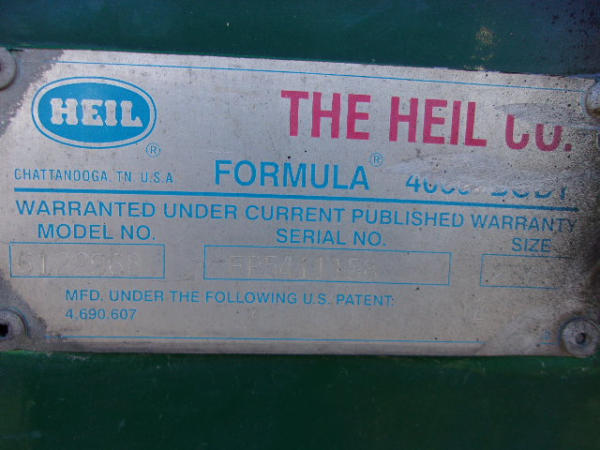 HEIL ®
THE HEIL CO.
CHATTANOOGA, TN. U.S.A
FORMULA ® BODY
WARRANTED UNDER CURRENT PUBLISHED WARRANTY
MODEL NO. SERIAL NO. SIZE
MFD. UNDER THE FOLLOWING U.S. PATENT:
4,690.607